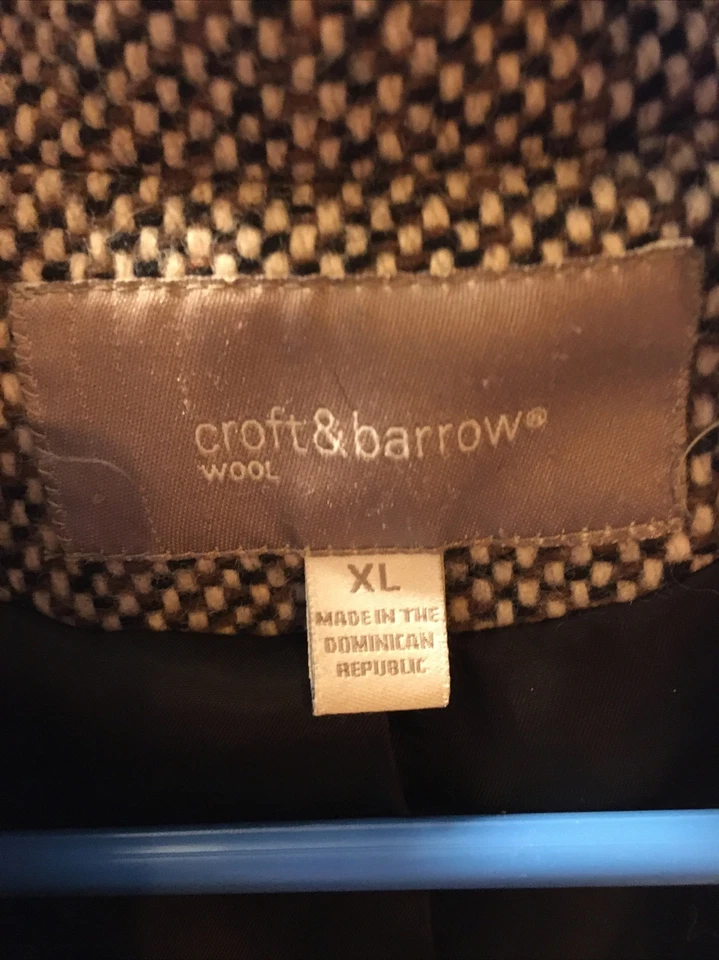 croft&barrow®
WOOL
XL
MADE IN THE
DOMINICAN
REPUBLIC